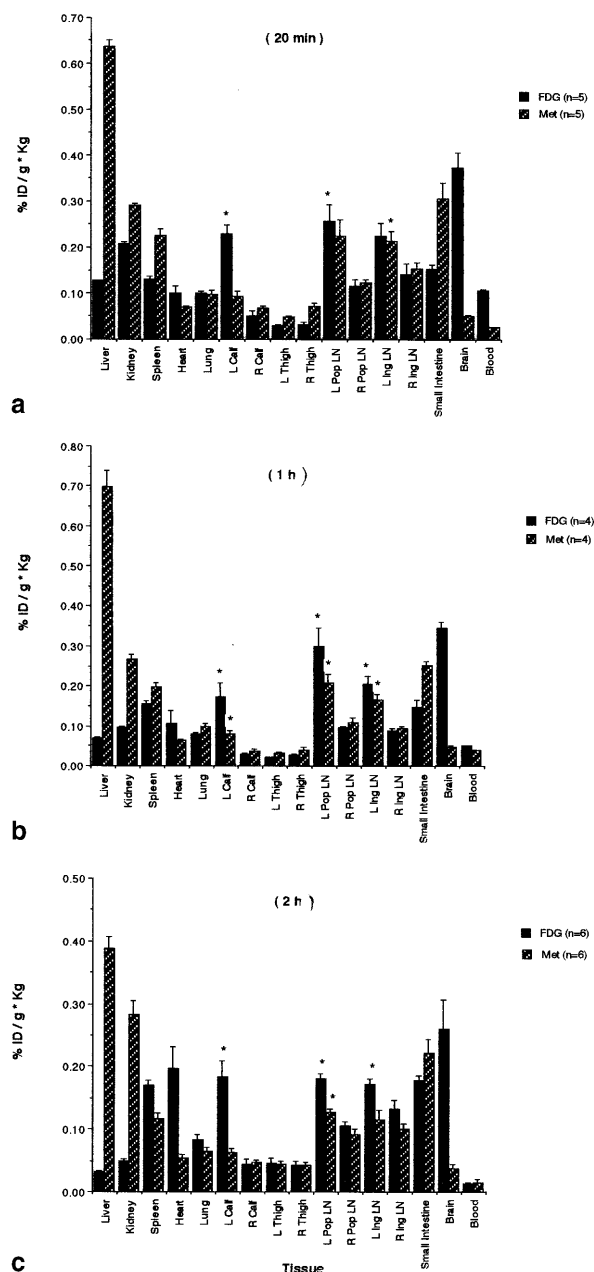 ( 20 min )
0.70
0.60
0.50
0.40
0.30
0.20
0.10
0.00
% ID / g * Kg
FDG (n=5)
Met (n=5)
*
*
*
Liver
Kidney
Spleen
Heart
Lung
L Calf
R Calf
L Thigh
R Thigh
L Pop LN
R Pop LN
L Ing LN
R Ing LN
Small Intestine
Brain
Blood
a
( 1 h )
0.80
0.70
0.60
0.50
0.40
0.30
0.20
0.10
0.00
% ID / g * Kg
FDG (n=4)
Met (n=4)
*
*
*
*
*
*
Liver
Kidney
Spleen
Heart
Lung
L Calf
R Calf
L Thigh
R Thigh
L Pop LN
R Pop LN
L Ing LN
R Ing LN
Small Intestine
Brain
Blood
b
( 2 h )
0.50
0.40
0.30
0.20
0.10
0.00
% ID / g * Kg
FDG (n=6)
Met (n=6)
*
*
*
*
Liver
Kidney
Spleen
Heart
Lung
L Calf
R Calf
L Thigh
R Thigh
L Pop LN
R Pop LN
L Ing LN
R Ing LN
Small Intestine
Brain
Blood
c
Tissue